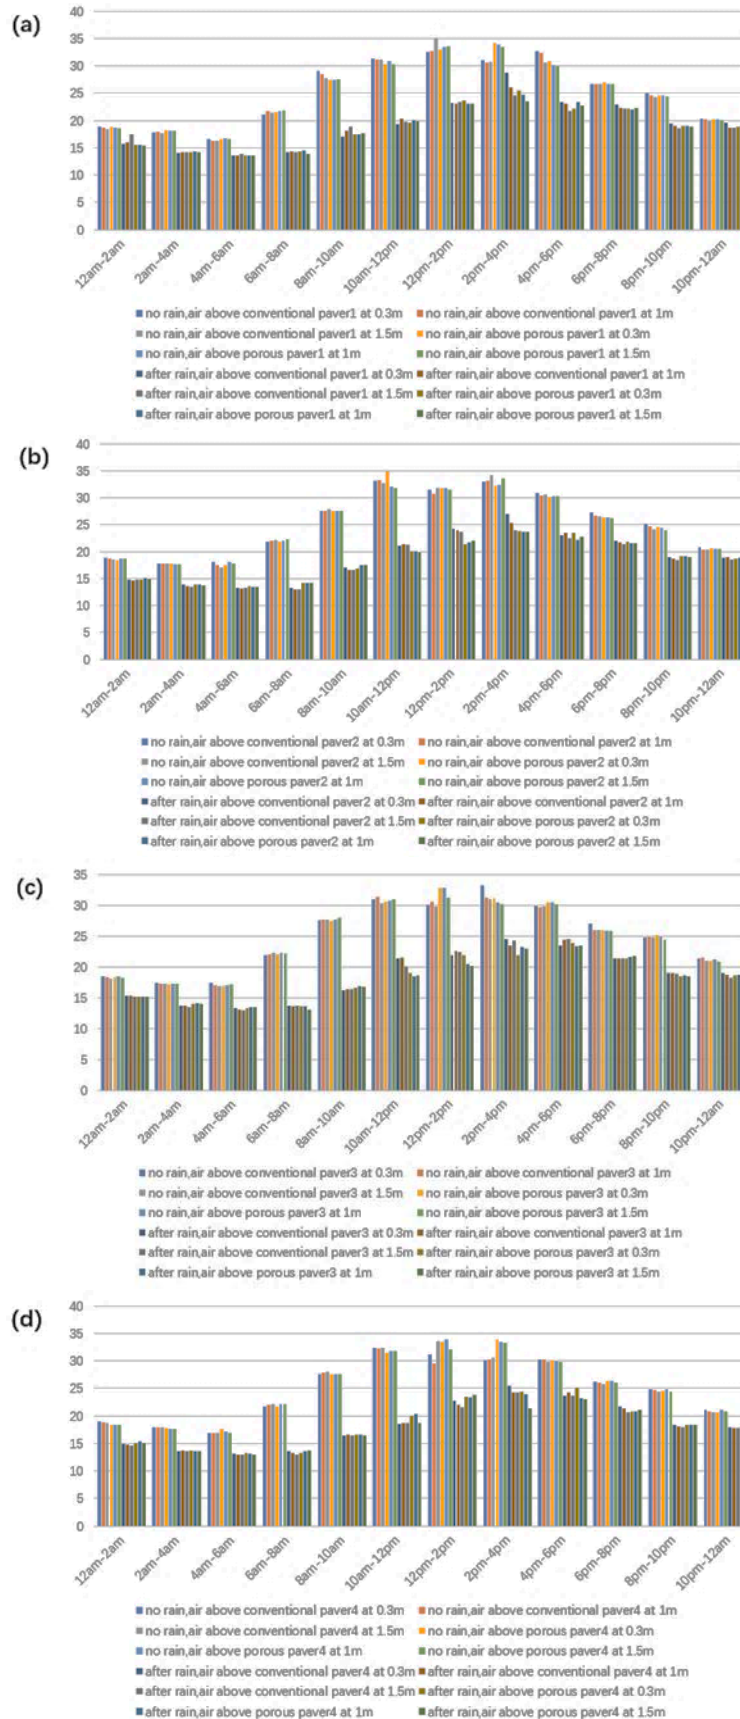 (a)
40
35
30
25
20
15
10
5
0
12am-2am
2am-4am
4am-6am
6am-8am
8am-10am
10am-12pm
12pm-2pm
2pm-4pm
4pm-6pm
6pm-8pm
8pm-10pm
10pm-12am
no rain,air above conventional paver1 at 0.3m
no rain,air above conventional paver1 at 1m
no rain,air above conventional paver1 at 1.5m
no rain,air above porous paver1 at 0.3m
no rain,air above porous paver1 at 1m
no rain,air above porous paver1 at 1.5m
after rain,air above conventional paver1 at 0.3m
after rain,air above conventional paver1 at 1m
after rain,air above conventional paver1 at 1.5m
after rain,air above porous paver1 at 0.3m
after rain,air above porous paver1 at 1m
after rain,air above porous paver1 at 1.5m
(b)
40
35
30
25
20
15
10
5
0
12am-2am
2am-4am
4am-6am
6am-8am
8am-10am
10am-12pm
12pm-2pm
2pm-4pm
4pm-6pm
6pm-8pm
8pm-10pm
10pm-12am
no rain,air above conventional paver2 at 0.3m
no rain,air above conventional paver2 at 1m
no rain,air above conventional paver2 at 1.5m
no rain,air above porous paver2 at 0.3m
no rain,air above porous paver2 at 1m
no rain,air above porous paver2 at 1.5m
after rain,air above conventional paver2 at 0.3m
after rain,air above conventional paver2 at 1m
after rain,air above conventional paver2 at 1.5m
after rain,air above porous paver2 at 0.3m
after rain,air above porous paver2 at 1m
after rain,air above porous paver2 at 1.5m
(c)
35
30
25
20
15
10
5
0
12am-2am
2am-4am
4am-6am
6am-8am
8am-10am
10am-12pm
12pm-2pm
2pm-4pm
4pm-6pm
6pm-8pm
8pm-10pm
10pm-12am
no rain,air above conventional paver3 at 0.3m
no rain,air above conventional paver3 at 1m
no rain,air above conventional paver3 at 1.5m
no rain,air above porous paver3 at 0.3m
no rain,air above porous paver3 at 1m
no rain,air above porous paver3 at 1.5m
after rain,air above conventional paver3 at 0.3m
after rain,air above conventional paver3 at 1m
after rain,air above conventional paver3 at 1.5m
after rain,air above porous paver3 at 0.3m
after rain,air above porous paver3 at 1m
after rain,air above porous paver3 at 1.5m
(d)
40
35
30
25
20
15
10
5
0
12am-2am
2am-4am
4am-6am
6am-8am
8am-10am
10am-12pm
12pm-2pm
2pm-4pm
4pm-6pm
6pm-8pm
8pm-10pm
10pm-12am
no rain,air above conventional paver4 at 0.3m
no rain,air above conventional paver4 at 1m
no rain,air above conventional paver4 at 1.5m
no rain,air above porous paver4 at 0.3m
no rain,air above porous paver4 at 1m
no rain,air above porous paver4 at 1.5m
after rain,air above conventional paver4 at 0.3m
after rain,air above conventional paver4 at 1m
after rain,air above conventional paver4 at 1.5m
after rain,air above porous paver4 at 0.3m
after rain,air above porous paver4 at 1m
after rain,air above porous paver4 at 1.5m